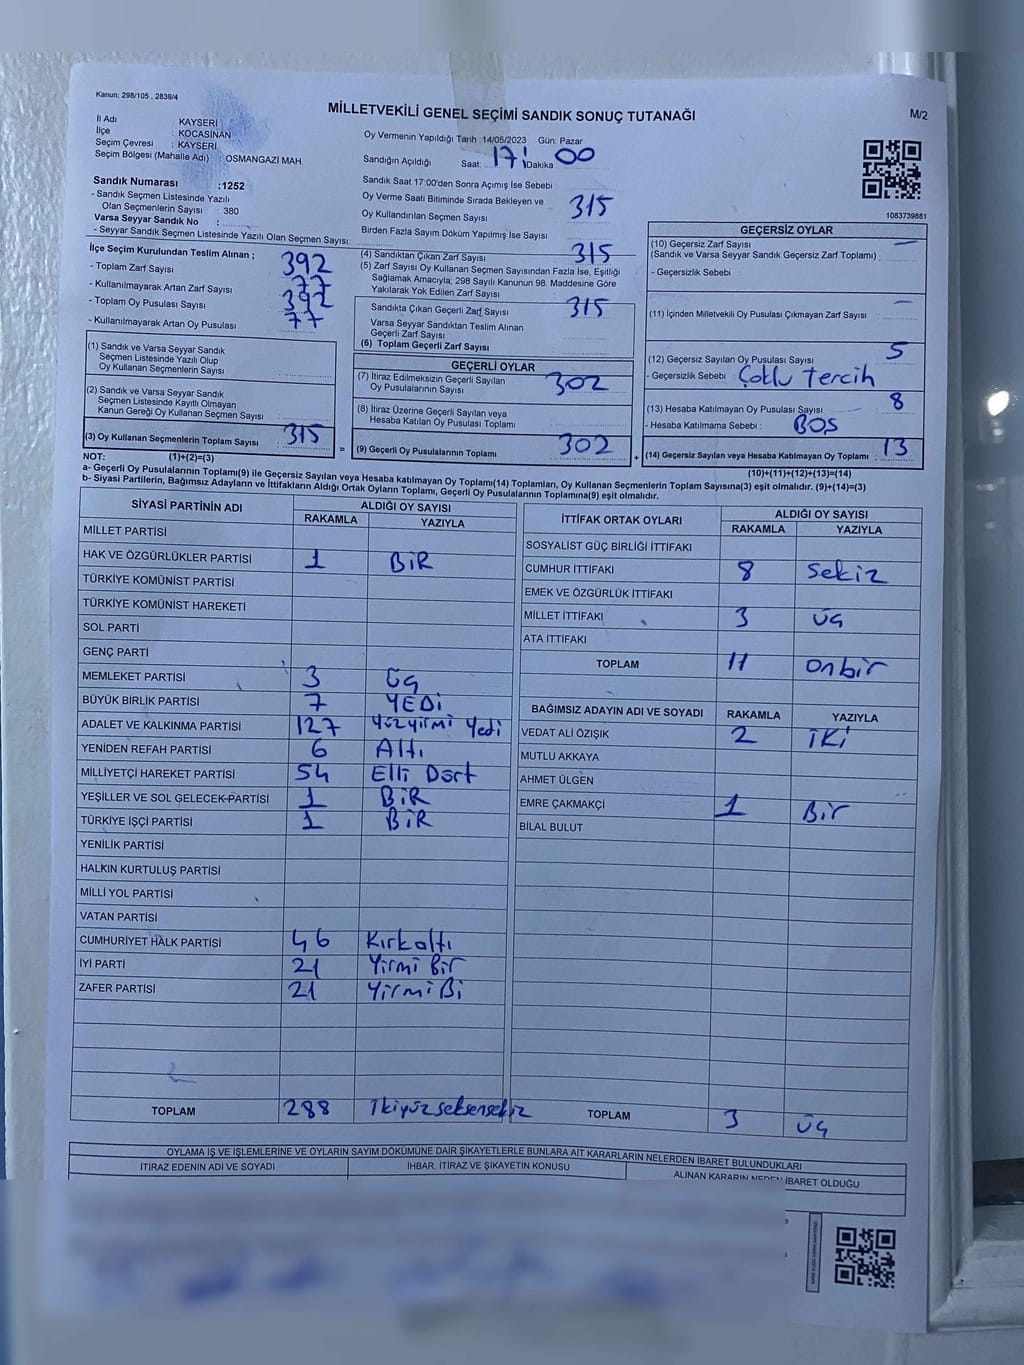 Kanun: 298/105 , 2839/4
MİLLETVEKİLİ GENEL SEÇİMİ SANDIK SONUÇ TUTANAĞI
M/2
İl Adı KAYSERİ
İlçe : KOCASİNAN
Seçim Çevresi : KAYSERİ
Seçim Bölgesi (Mahalle Adı) : OSMANGAZİ MAH.
Sandık Numarası :1252
- Sandık Seçmen Listesinde Yazılı
Olan Seçmenlerin Sayısı : 380
Varsa Seyyar Sandık No :
- Seyyar Sandık Seçmen Listesinde Yazılı Olan Seçmen Sayısı:
Oy Vermenin Yapıldığı Tarih :14/05/2023 Gün: Pazar
Sandığın Açıldığı Saat: 17 Dakika 00
Sandık Saat 17:00'den Sonra Açımış İse Sebebi
Oy Verme Saati Bitiminde Sırada Bekleyen ve
Oy Kullandırılan Seçmen Sayısı 315
Birden Fazla Sayım Döküm Yapılmış İse Sayısı
1083739881
İlçe Seçim Kurulundan Teslim Alınan ;
- Toplam Zarf Sayısı 392
- Kullanılmayarak Artan Zarf Sayısı 77
- Toplam Oy Pusulası Sayısı 392
- Kullanılmayarak Artan Oy Pusulası 77
(1) Sandık ve Varsa Seyyar Sandık
Seçmen Listesinde Yazılı Olup
Oy Kullanan Seçmenlerin Sayısı
(2) Sandık ve Varsa Seyyar Sandık
Seçmen Listesinde Kayıtlı Olmayan
Kanun Gereği Oy Kullanan Seçmen Sayısı
(3) Oy Kullanan Seçmenlerin Toplam Sayısı 315
(4) Sandıktan Çıkan Zarf Sayısı 315
(5) Zarf Sayısı Oy Kullanan Seçmen Sayısından Fazla İse, Eşitliği
Sağlamak Amacıyla; 298 Sayılı Kanunun 98. Maddesine Göre
Yakılarak Yok Edilen Zarf Sayısı
Sandıkta Çıkan Geçerli Zarf Sayısı 315
Varsa Seyyar Sandıktan Teslim Alınan
Geçerli Zarf Sayısı
(6) Toplam Geçerli Zarf Sayısı
GEÇERLİ OYLAR
(7) İtiraz Edilmeksizin Geçerli Sayılan
Oy Pusulalarının Sayısı 302
(8) İtiraz Üzerine Geçerli Sayılan veya
Hesaba Katılan Oy Pusulası Toplamı
= (9) Geçerli Oy Pusulalarının Toplamı 302
GEÇERSİZ OYLAR
(10) Geçersiz Zarf Sayısı —
(Sandık ve Varsa Seyyar Sandık Geçersiz Zarf Toplamı)
- Geçersizlik Sebebi :
(11) İçinden Milletvekili Oy Pusulası Çıkmayan Zarf Sayısı —
(12) Geçersiz Sayılan Oy Pusulası Sayısı 5
- Geçersizlik Sebebi : Çoklu Tercih
(13) Hesaba Katılmayan Oy Pusulası Sayısı 8
- Hesaba Katılmama Sebebi : BOŞ
+ (14) Geçersiz Sayılan veya Hesaba Katılmayan Oy Toplamı : 13
NOT: (1)+(2)=(3)
(10)+(11)+(12)+(13)=(14)
a- Geçerli Oy Pusulalarının Toplamı(9) ile Geçersiz Sayılan veya Hesaba katılmayan Oy Toplamı(14) Toplamları, Oy Kullanan Seçmenlerin Toplam Sayısına(3) eşit olmalıdır. (9)+(14)=(3)
b- Siyasi Partilerin, Bağımsız Adayların ve İttifakların Aldığı Ortak Oyların Toplamı, Geçerli Oy Pusulalarının Toplamına(9) eşit olmalıdır.
SİYASİ PARTİNİN ADI ALDIĞI OY SAYISI
RAKAMLA YAZIYLA
MİLLET PARTİSİ
HAK VE ÖZGÜRLÜKLER PARTİSİ 1 BİR
TÜRKİYE KOMÜNİST PARTİSİ
TÜRKİYE KOMÜNİST HAREKETİ
SOL PARTİ
GENÇ PARTİ
MEMLEKET PARTİSİ 3 üç
BÜYÜK BİRLİK PARTİSİ 7 YEDİ
ADALET VE KALKINMA PARTİSİ 127 Yüzyirmi Yedi
YENİDEN REFAH PARTİSİ 6 Altı
MİLLİYETÇİ HAREKET PARTİSİ 54 Elli Dört
YEŞİLLER VE SOL GELECEK PARTİSİ 1 BİR
TÜRKİYE İŞÇİ PARTİSİ 1 BİR
YENİLİK PARTİSİ
HALKIN KURTULUŞ PARTİSİ
MİLLİ YOL PARTİSİ
VATAN PARTİSİ
CUMHURİYET HALK PARTİSİ 46 Kırkaltı
İYİ PARTİ 21 Yirmi Bir
ZAFER PARTİSİ 21 Yirmi Bi
TOPLAM 288 ikiyüzseksensekiz
İTTİFAK ORTAK OYLARI ALDIĞI OY SAYISI
RAKAMLA YAZIYLA
SOSYALİST GÜÇ BİRLİĞİ İTTİFAKI
CUMHUR İTTİFAKI 8 sekiz
EMEK VE ÖZGÜRLÜK İTTİFAKI
MİLLET İTTİFAKI 3 üç
ATA İTTİFAKI
TOPLAM 11 onbir
BAĞIMSIZ ADAYIN ADI VE SOYADI RAKAMLA YAZIYLA
VEDAT ALİ ÖZIŞIK 2 İKİ
MUTLU AKKAYA
AHMET ÜLGEN
EMRE ÇAKMAKÇİ 1 Bir
BİLAL BULUT
TOPLAM 3 üç
OYLAMA İŞ VE İŞLEMLERİNE VE OYLARIN SAYIM DÖKÜMÜNE DAİR ŞİKAYETLERLE BUNLARA AİT KARARLARIN NELERDEN İBARET BULUNDUKLARI
İTİRAZ EDENİN ADI VE SOYADI İHBAR, İTİRAZ VE ŞİKAYETİN KONUSU ALINAN KARARIN NEDEN İBARET OLDUĞU